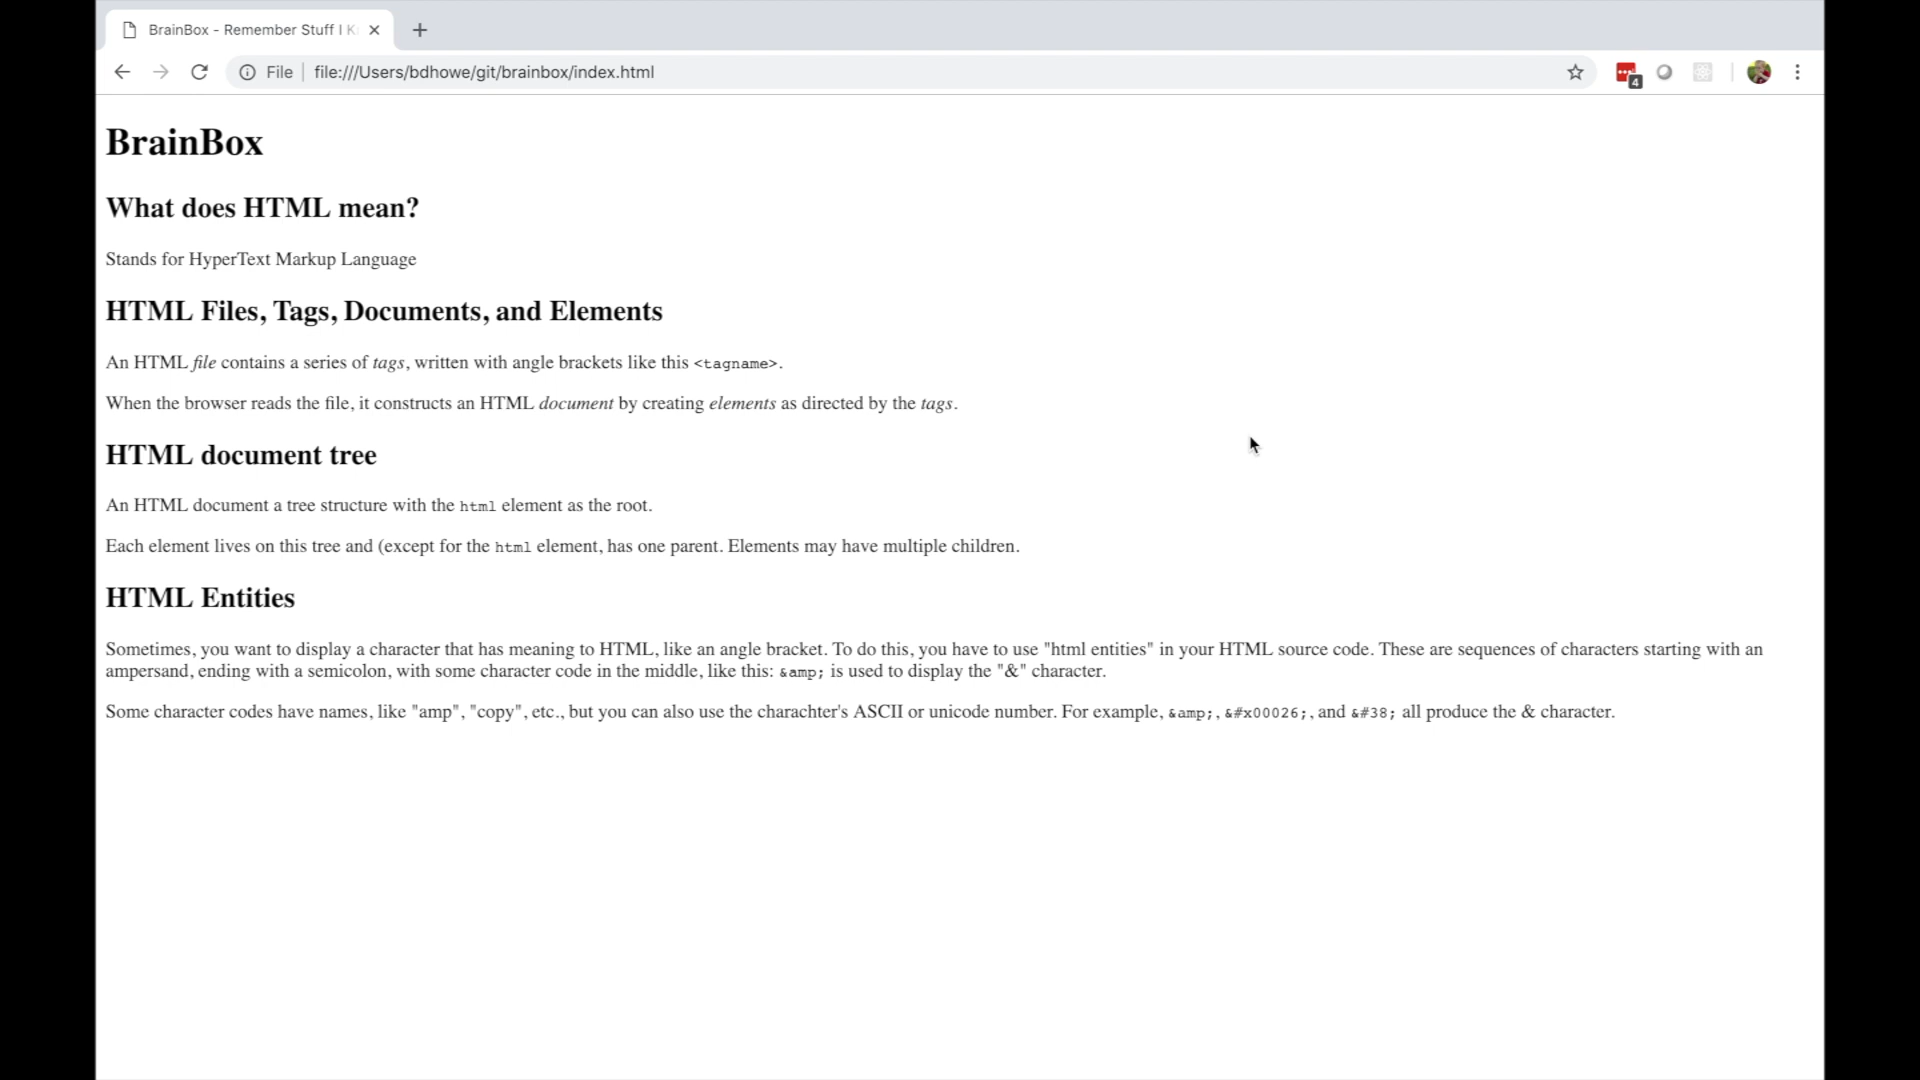 BrainBox - Remember Stuff I K
File
file:///Users/bdhowe/git/brainbox/index.html
4
BrainBox
What does HTML mean?
Stands for HyperText Markup Language
HTML Files, Tags, Documents, and Elements
An HTML file contains a series of tags, written with angle brackets like this <tagname>.
When the browser reads the file, it constructs an HTML document by creating elements as directed by the tags.
HTML document tree
An HTML document a tree structure with the html element as the root.
Each element lives on this tree and (except for the html element, has one parent. Elements may have multiple children.
HTML Entities
Sometimes, you want to display a character that has meaning to HTML, like an angle bracket. To do this, you have to use "html entities" in your HTML source code. These are sequences of characters starting with an
ampersand, ending with a semicolon, with some character code in the middle, like this: &amp; is used to display the "&" character.
Some character codes have names, like "amp", "copy", etc., but you can also use the charachter's ASCII or unicode number. For example, &amp;, &#x00026;, and &#38; all produce the & character.